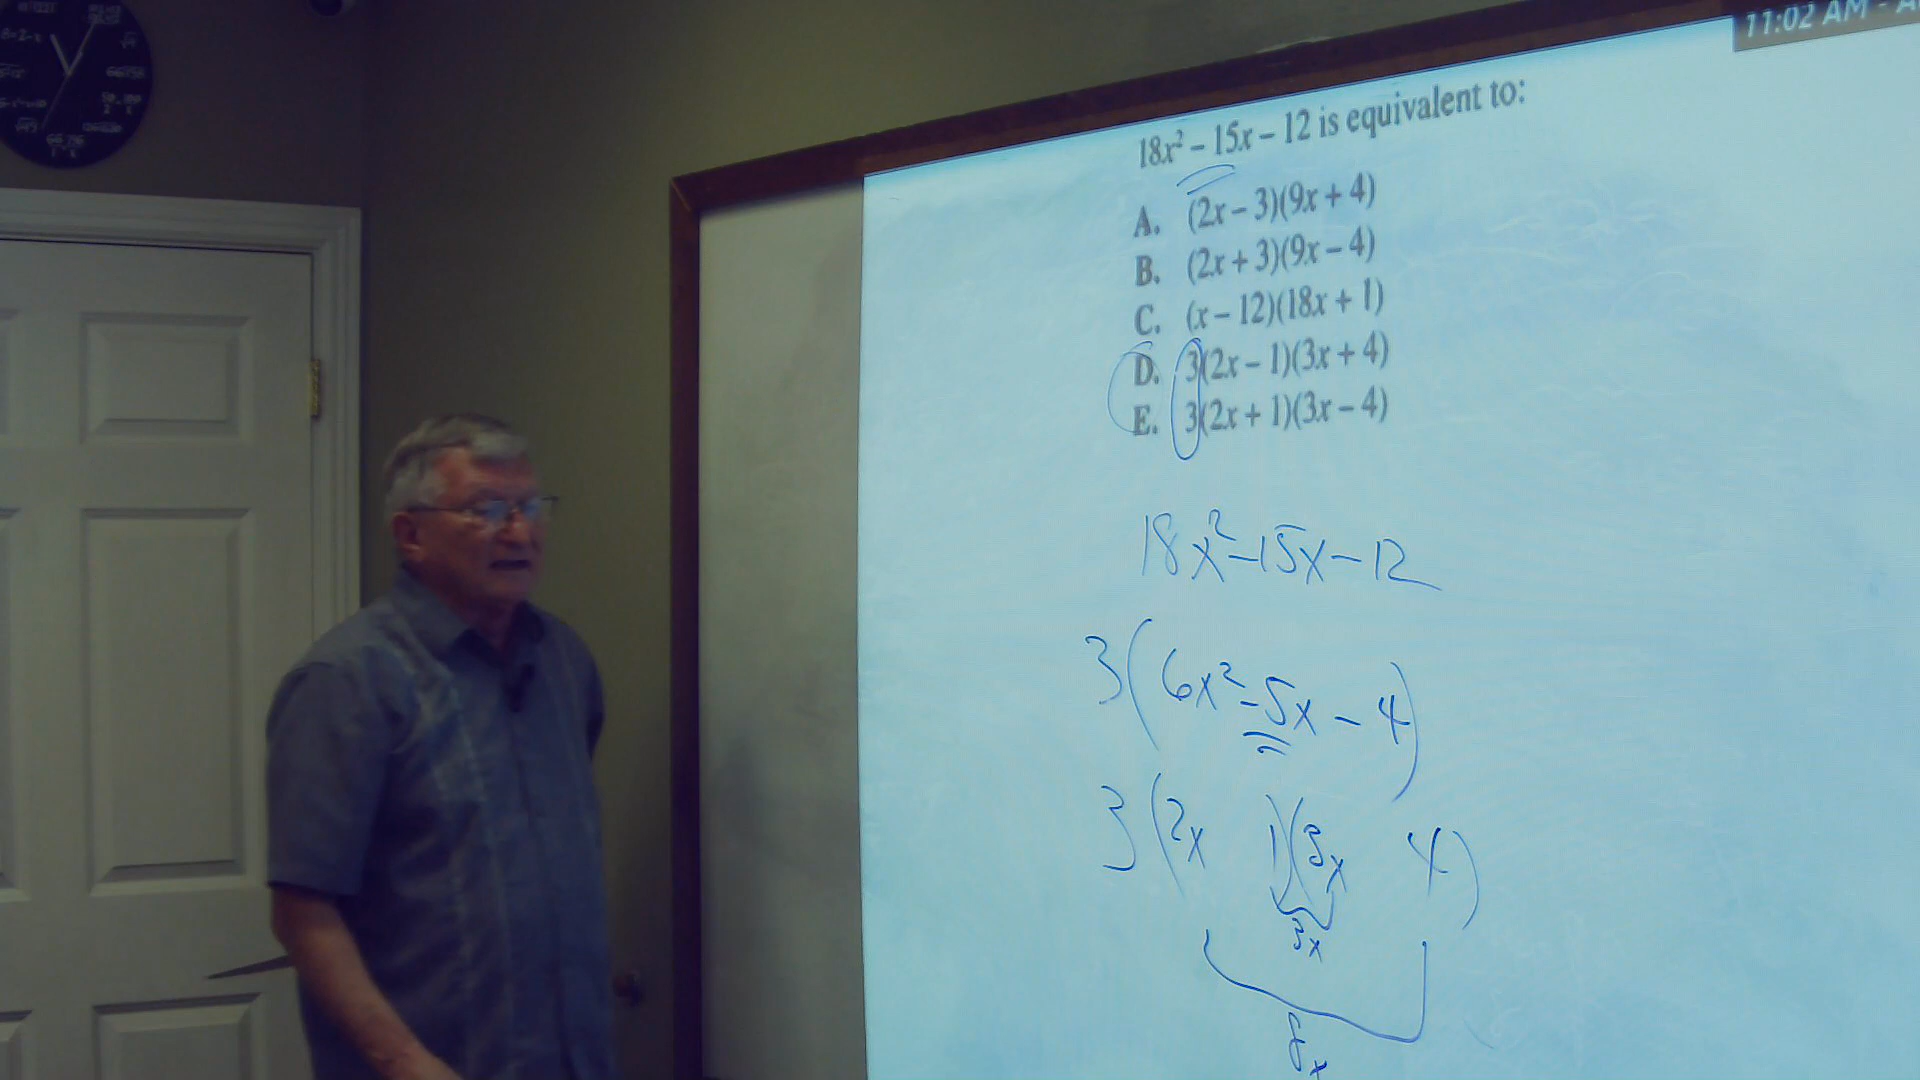 11:02 AM -
18x² – 15x – 12 is equivalent to:
A. (2x – 3)(9x + 4)
B. (2x + 3)(9x – 4)
C. (x – 12)(18x + 1)
D. 3(2x – 1)(3x + 4)
E. 3(2x + 1)(3x – 4)
18x²-15x-12
3(6x²-5x-4)
3(2x 1)(3x 4)
3x
8x